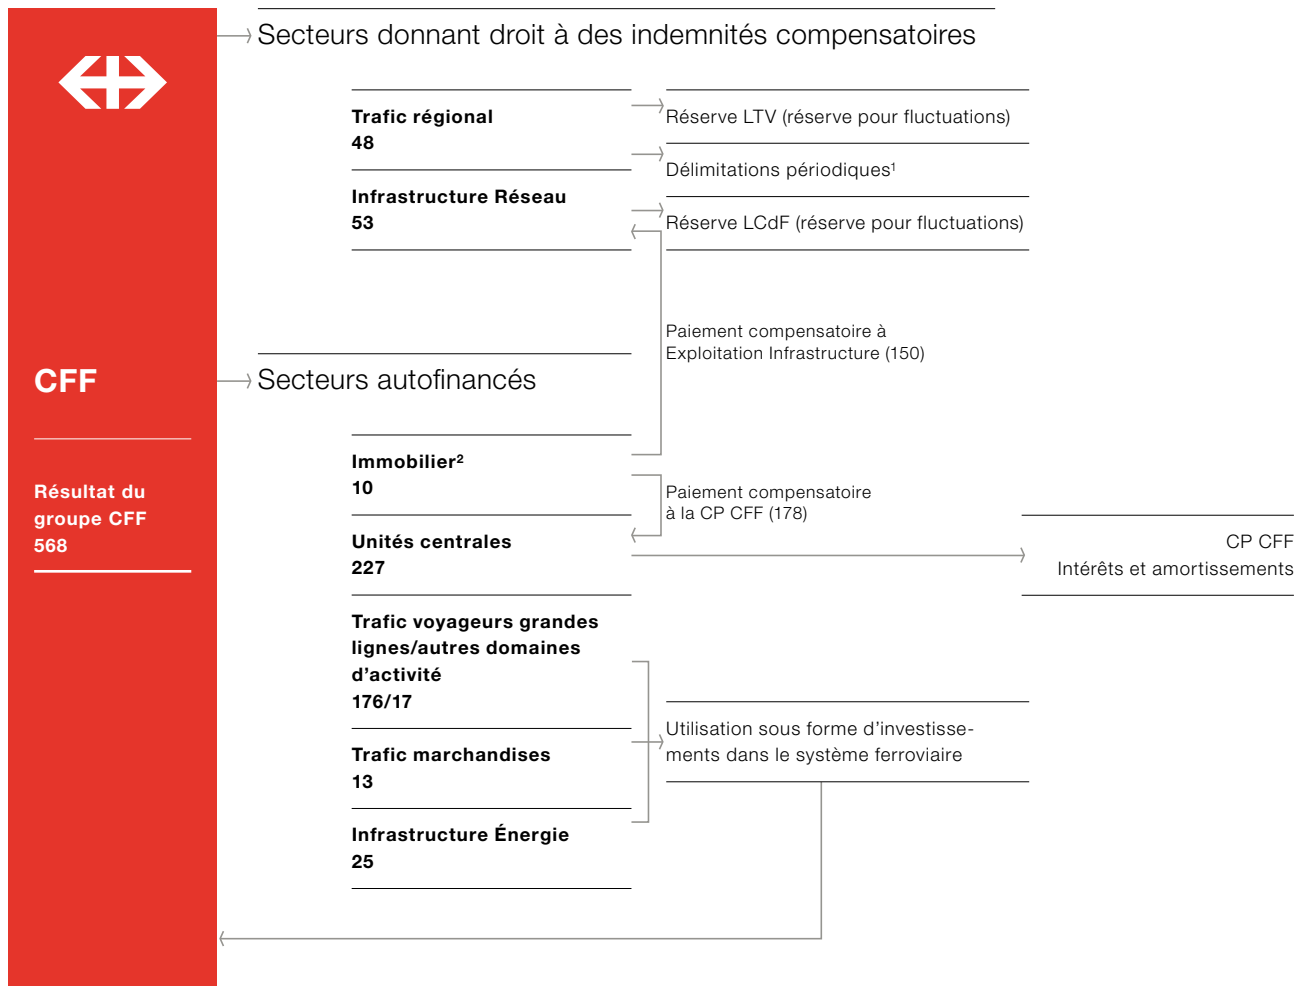 Secteurs donnant droit à des indemnités compensatoires
Trafic régional
48
Réserve LTV (réserve pour fluctuations)
Délimitations périodiques¹
Infrastructure Réseau
53
Réserve LCdF (réserve pour fluctuations)
Paiement compensatoire à
Exploitation Infrastructure (150)
CFF
Résultat du
groupe CFF
568
Secteurs autofinancés
Immobilier²
10
Paiement compensatoire
à la CP CFF (178)
Unités centrales
227
CP CFF
Intérêts et amortissements
Trafic voyageurs grandes
lignes/autres domaines
d’activité
176/17
Utilisation sous forme d’investisse-
ments dans le système ferroviaire
Trafic marchandises
13
Infrastructure Énergie
25